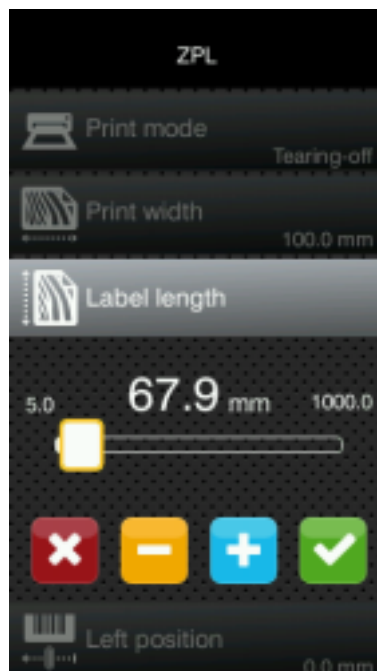 ZPL
Print mode
Tearing-off
Print width
100.0 mm
Label length
5.0 67.9 mm 1000.0
Left position
0.0 mm